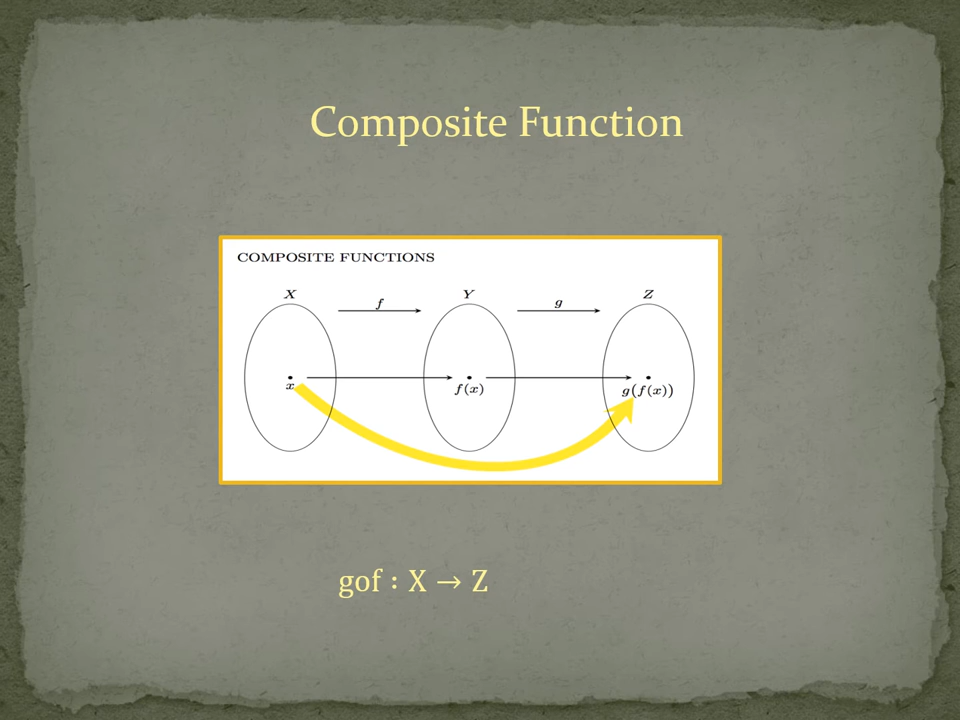 Composite Function
COMPOSITE FUNCTIONS
X f Y g Z
x f(x) g(f(x))
gof : X → Z